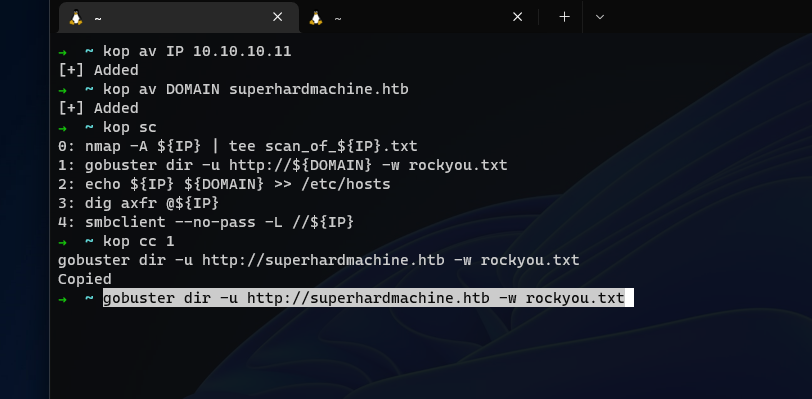 ~
~
→ ~ kop av IP 10.10.10.11
[+] Added
→ ~ kop av DOMAIN superhardmachine.htb
[+] Added
→ ~ kop sc
0: nmap -A ${IP} | tee scan_of_${IP}.txt
1: gobuster dir -u http://${DOMAIN} -w rockyou.txt
2: echo ${IP} ${DOMAIN} >> /etc/hosts
3: dig axfr @${IP}
4: smbclient --no-pass -L //${IP}
→ ~ kop cc 1
gobuster dir -u http://superhardmachine.htb -w rockyou.txt
Copied
→ ~ gobuster dir -u http://superhardmachine.htb -w rockyou.txt